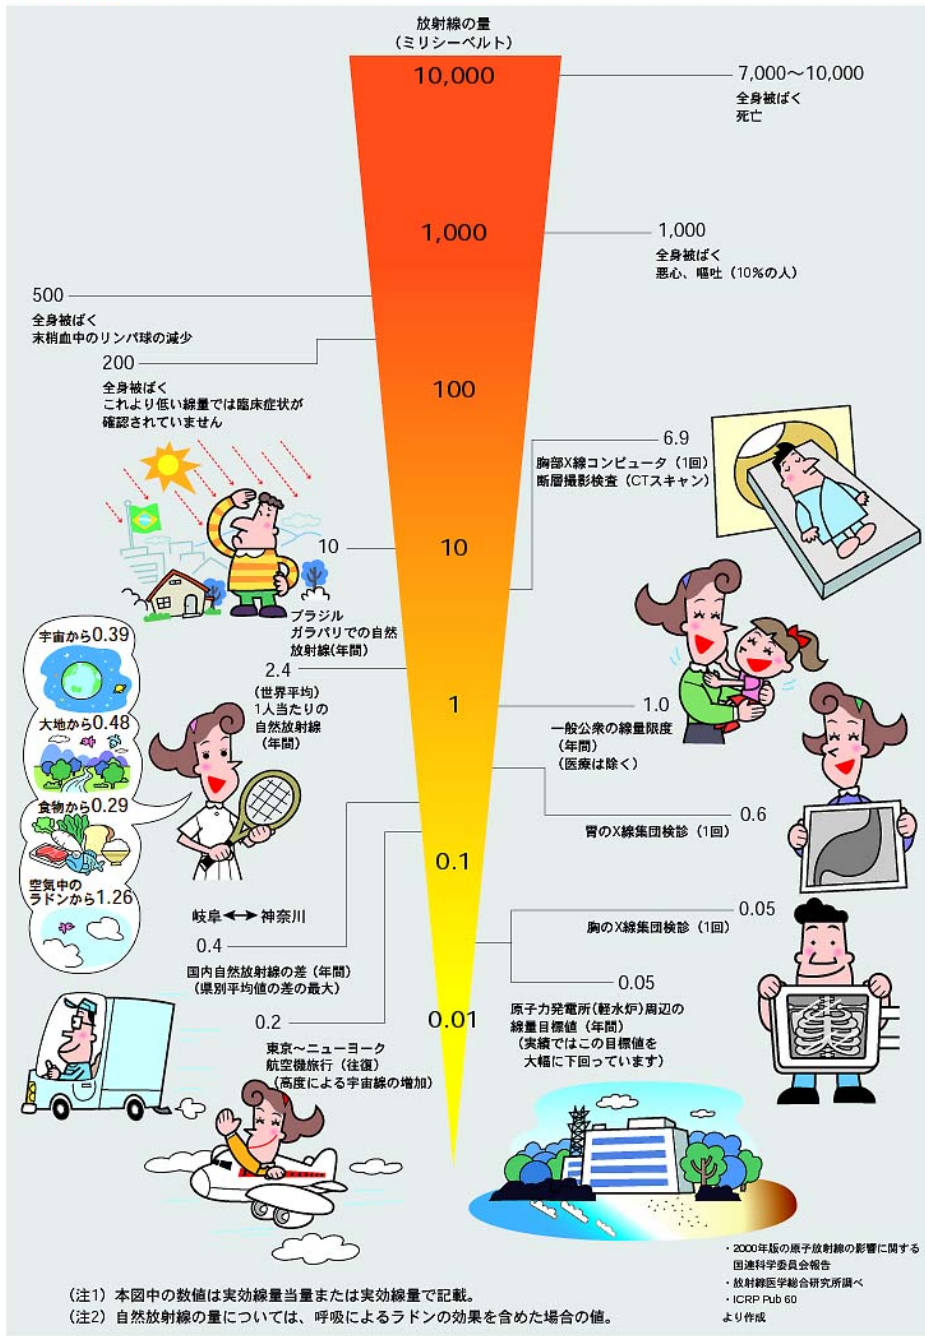 放射線の量
（ミリシーベルト）
10,000
1,000
100
10
1
0.1
0.01
7,000〜10,000
全身被ばく
死亡
1,000
全身被ばく
悪心、嘔吐（10%の人）
500
全身被ばく
末梢血中のリンパ球の減少
200
全身被ばく
これより低い線量では臨床症状が
確認されていません
6.9
胸部X線コンピュータ（1回）
断層撮影検査（CTスキャン）
10
ブラジル
ガラパリでの自然
放射線（年間）
宇宙から0.39
大地から0.48
食物から0.29
空気中の
ラドンから1.26
2.4
（世界平均）
1人当たりの
自然放射線
（年間）
1.0
一般公衆の線量限度
（年間）
（医療は除く）
0.6
胃のX線集団検診（1回）
岐阜⟷神奈川
0.4
国内自然放射線の差（年間）
（県別平均値の差の最大）
0.05
胸のX線集団検診（1回）
0.05
原子力発電所（軽水炉）周辺の
線量目標値（年間）
（実績ではこの目標値を
大幅に下回っています）
0.2
東京〜ニューヨーク
航空機旅行（往復）
（高度による宇宙線の増加）
・2000年版の原子放射線の影響に関する
国連科学委員会報告
・放射線医学総合研究所調べ
・ICRP Pub 60
より作成
（注1）本図中の数値は実効線量当量または実効線量で記載。
（注2）自然放射線の量については、呼吸によるラドンの効果を含めた場合の値。